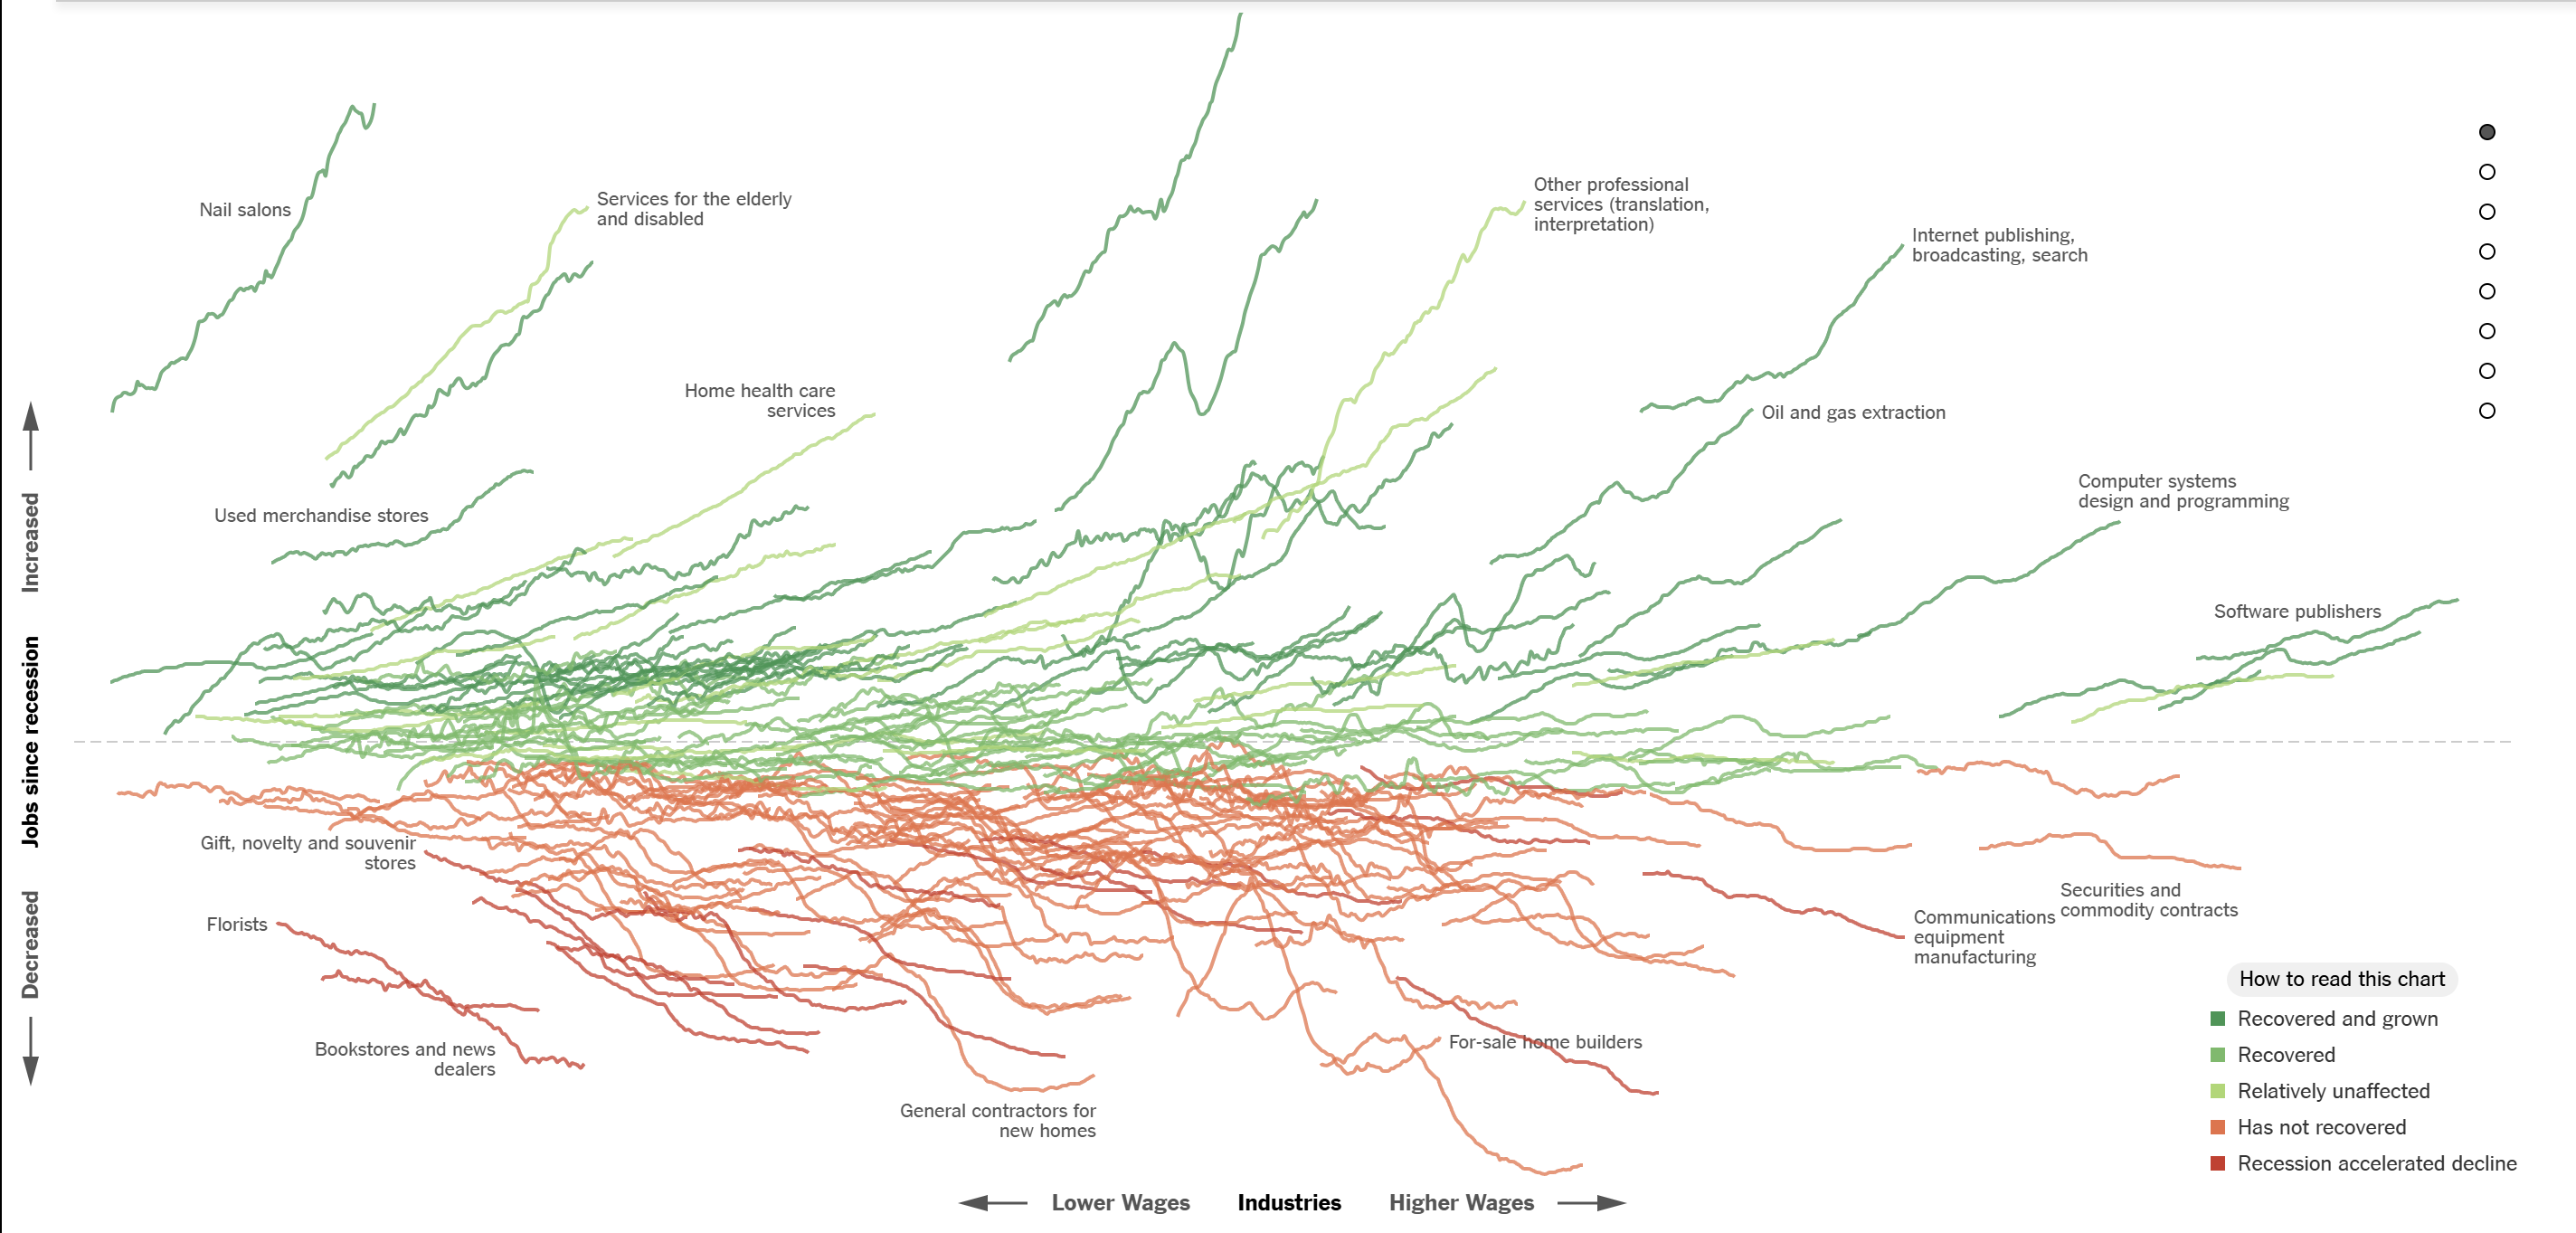 Nail salons
Services for the elderly
and disabled
Other professional
services (translation,
interpretation)
Internet publishing,
broadcasting, search
Home health care
services
Oil and gas extraction
Used merchandise stores
Computer systems
design and programming
Software publishers
Increased
Jobs since recession
Decreased
Gift, novelty and souvenir
stores
Florists
Bookstores and news
dealers
General contractors for
new homes
For-sale home builders
Communications
equipment
manufacturing
Securities and
commodity contracts
How to read this chart
Recovered and grown
Recovered
Relatively unaffected
Has not recovered
Recession accelerated decline
Lower Wages Industries Higher Wages